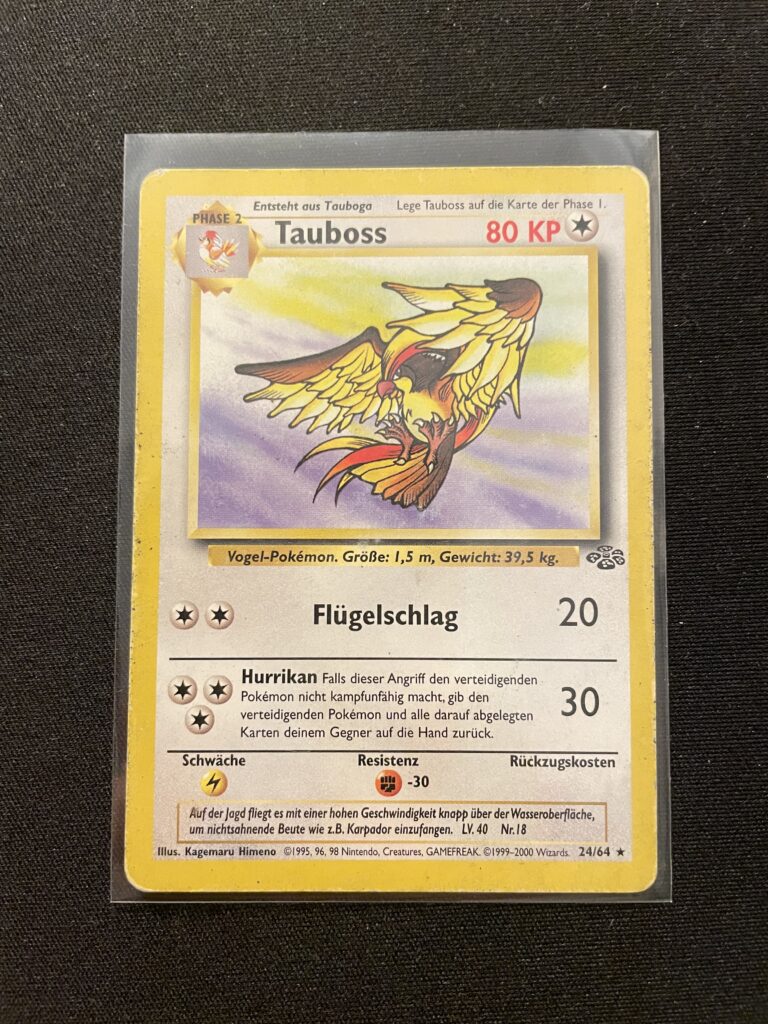 Entsteht aus Tauboga Lege Tauboss auf die Karte der Phase 1.
PHASE 2
Tauboss 80 KP
Vogel-Pokémon. Größe: 1,5 m, Gewicht: 39,5 kg.
Flügelschlag 20
Hurrikan Falls dieser Angriff den verteidigenden
Pokémon nicht kampfunfähig macht, gib den
verteidigenden Pokémon und alle darauf abgelegten
Karten deinem Gegner auf die Hand zurück.
30
Schwäche Resistenz Rückzugskosten
-30
Auf der Jagd fliegt es mit einer hohen Geschwindigkeit knapp über der Wasseroberfläche,
um nichtsahnende Beute wie z.B. Karpador einzufangen. LV. 40 Nr. 18
Illus. Kagemaru Himeno ©1995, 96, 98 Nintendo, Creatures, GAMEFREAK. ©1999-2000 Wizards. 24/64 ★